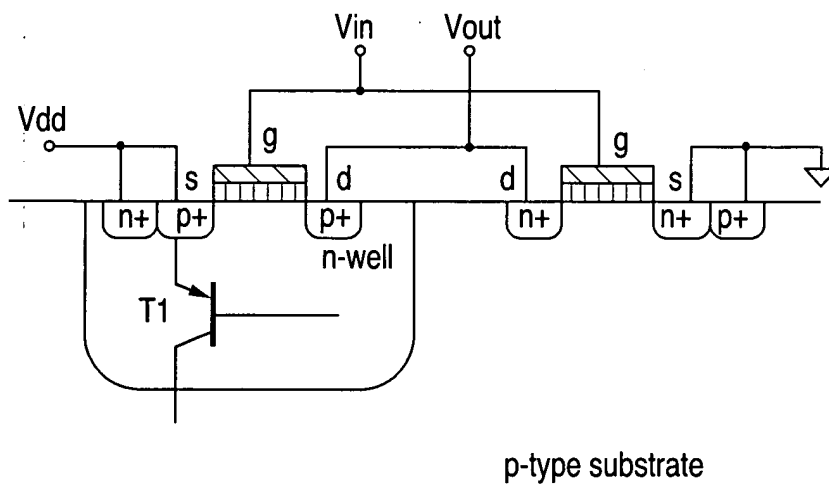 Vin Vout
Vdd
g g
s d d s
n+ p+ p+ n+ n+ p+
n-well
T1
p-type substrate